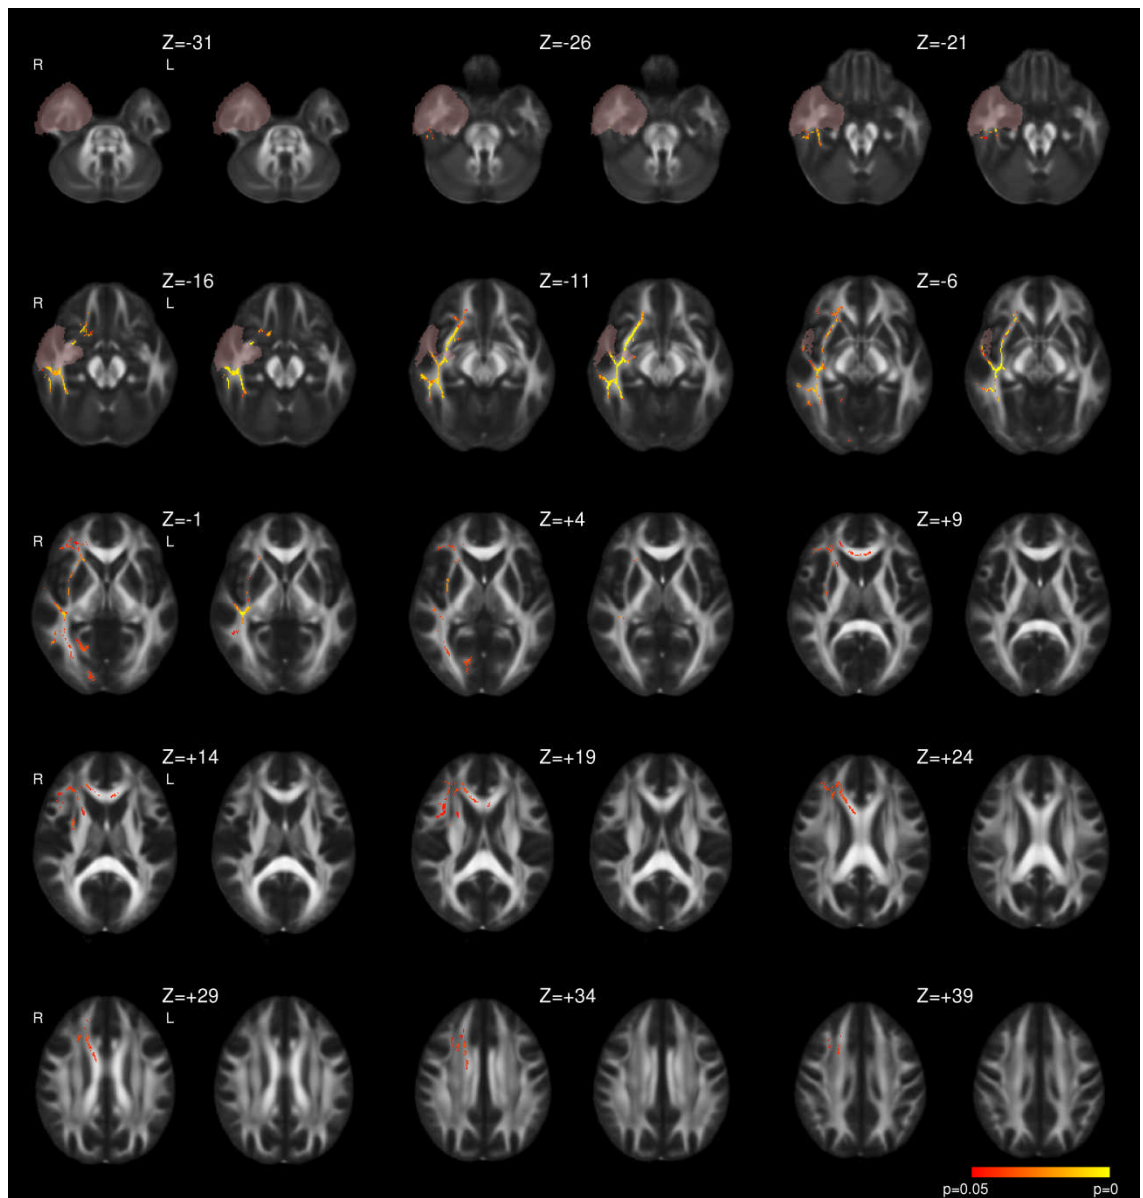 Z=-31 Z=-26 Z=-21
R L
Z=-16 Z=-11 Z=-6
R L
Z=-1 Z=+4 Z=+9
R L
Z=+14 Z=+19 Z=+24
R L
Z=+29 Z=+34 Z=+39
R L
p=0.05 p=0